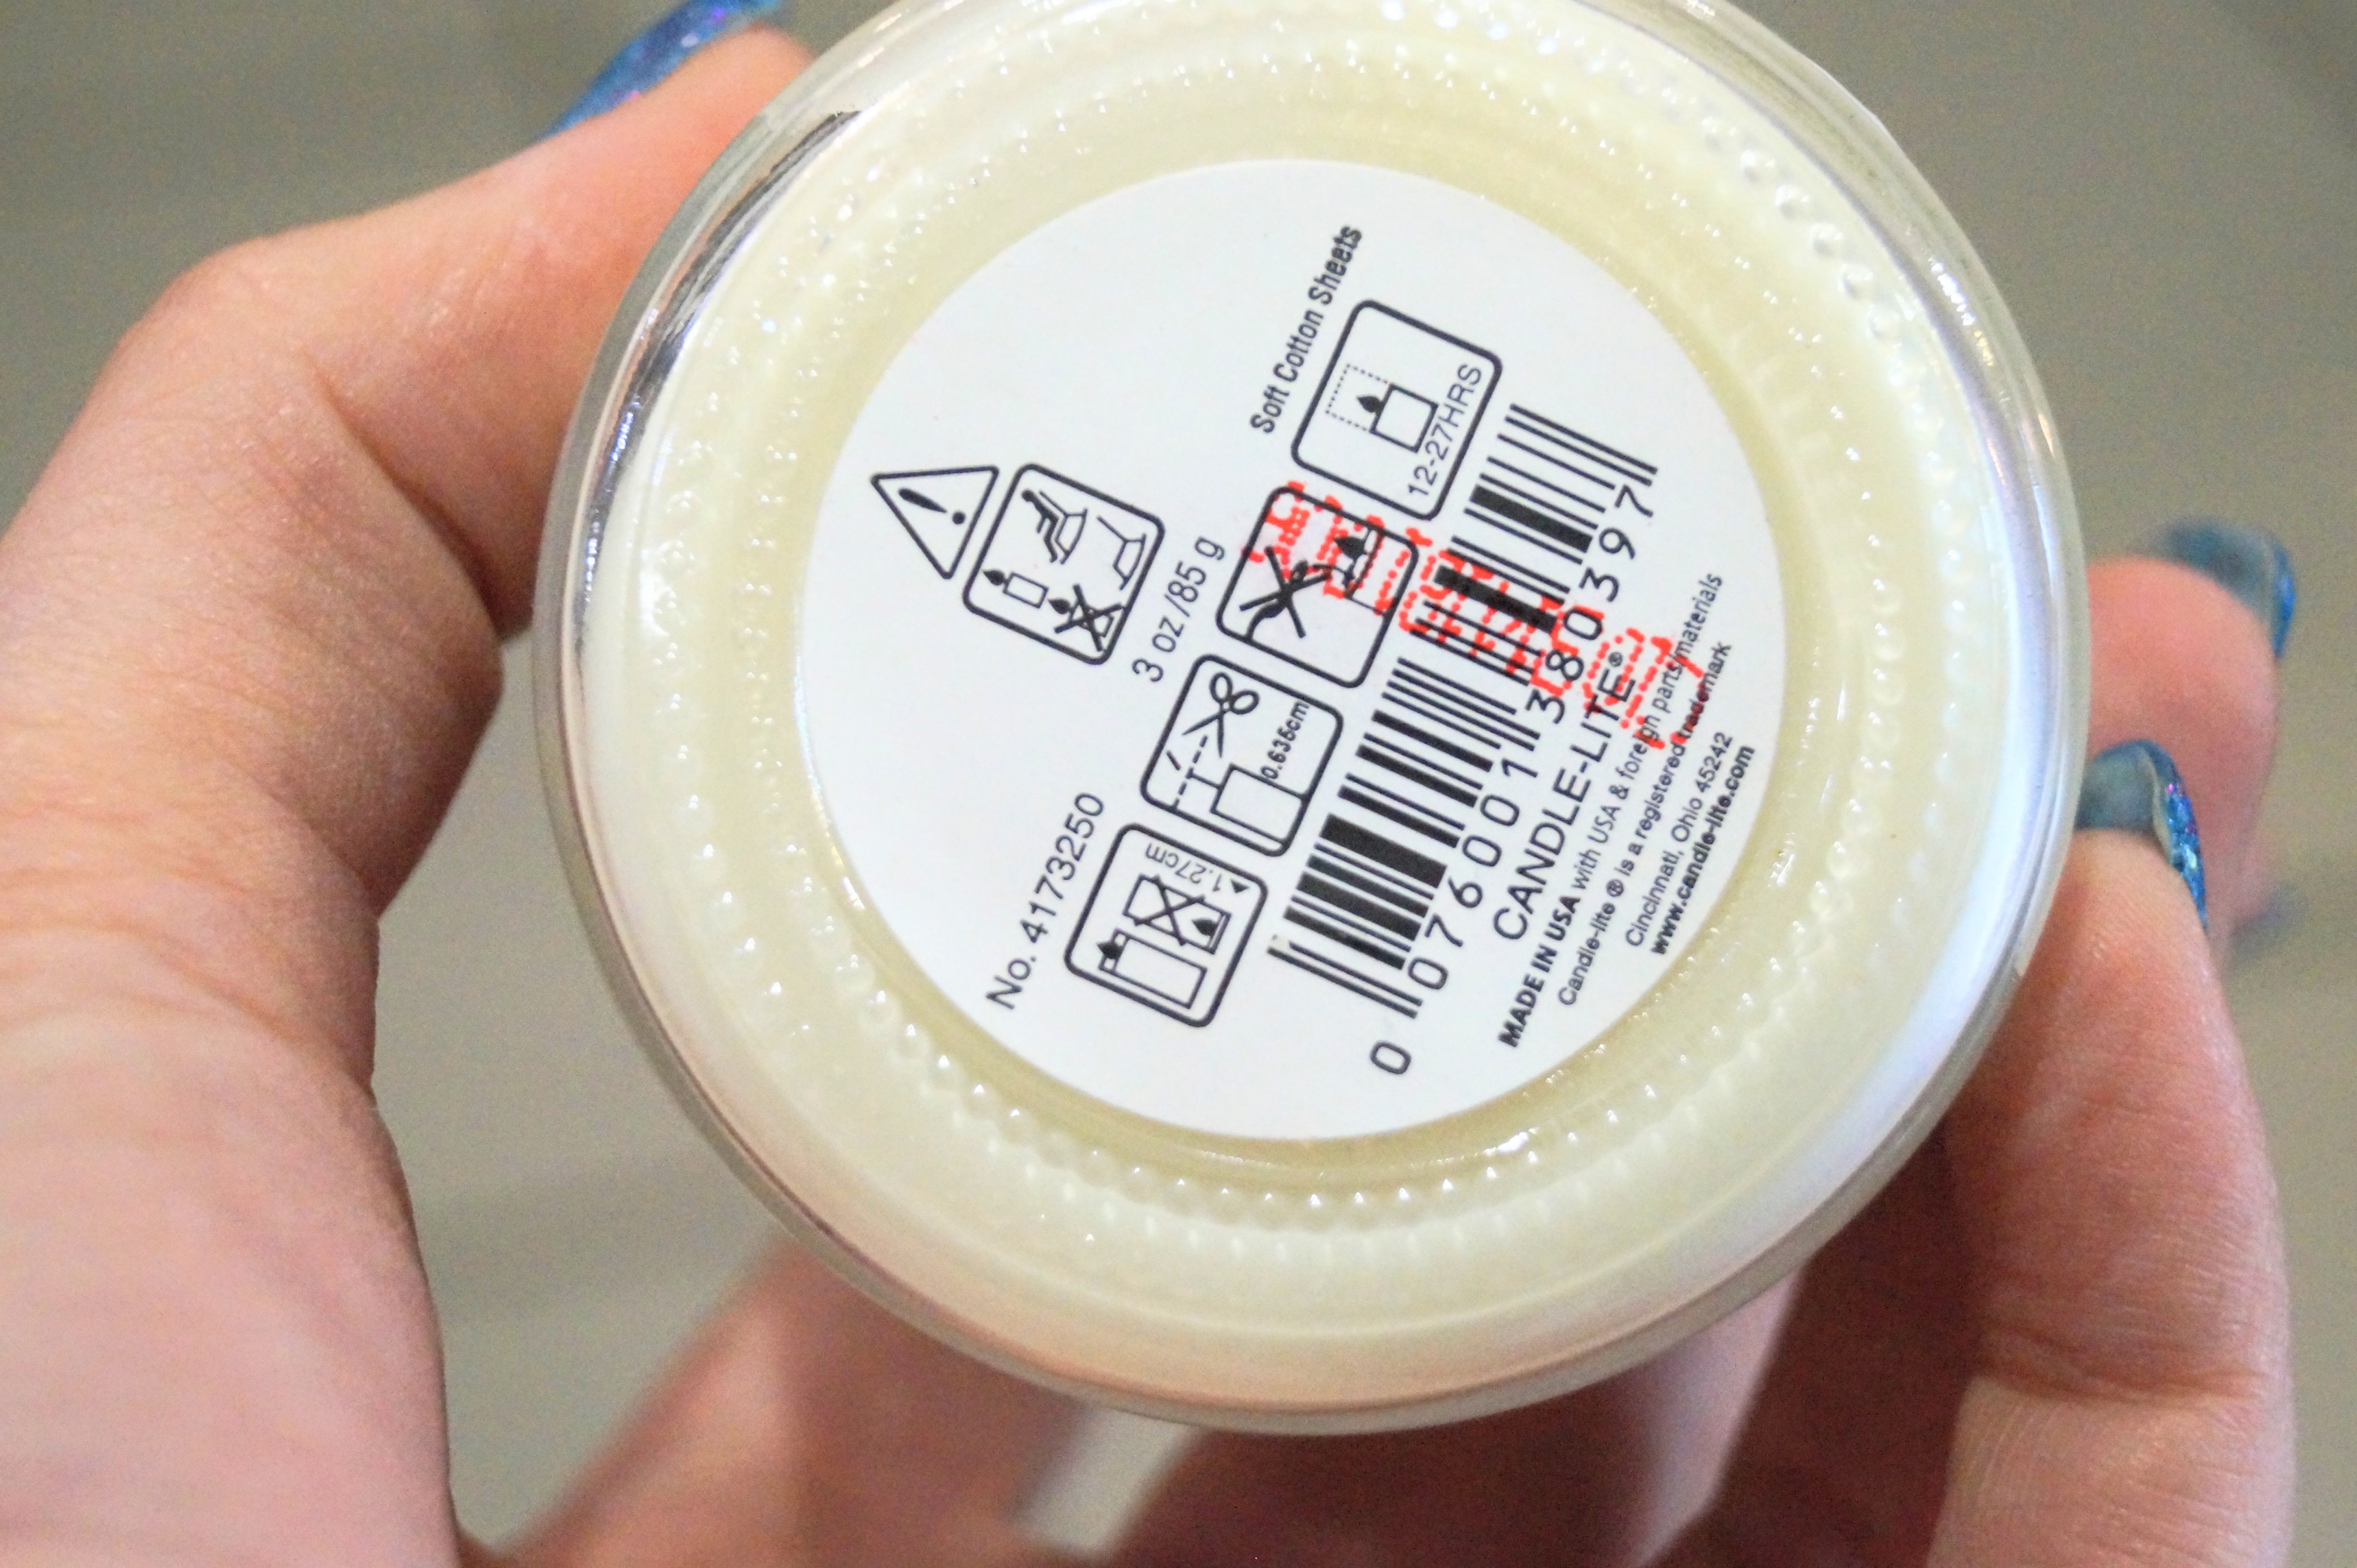 Soft Cotton Sheets
No. 4173250
3 oz /85 g
1.27cm
0.635cm
12-27HRS
0 76001 38039 7
CANDLE-LITE®
MADE IN USA with USA & foreign parts/materials
Candle-lite ® is a registered trademark
Cincinnati, Ohio 45242
www.candle-lite.com